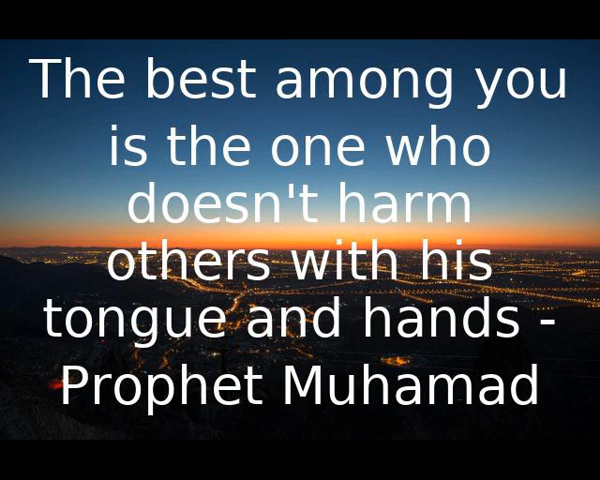 The best among you
is the one who
doesn't harm
others with his
tongue and hands -
Prophet Muhamad